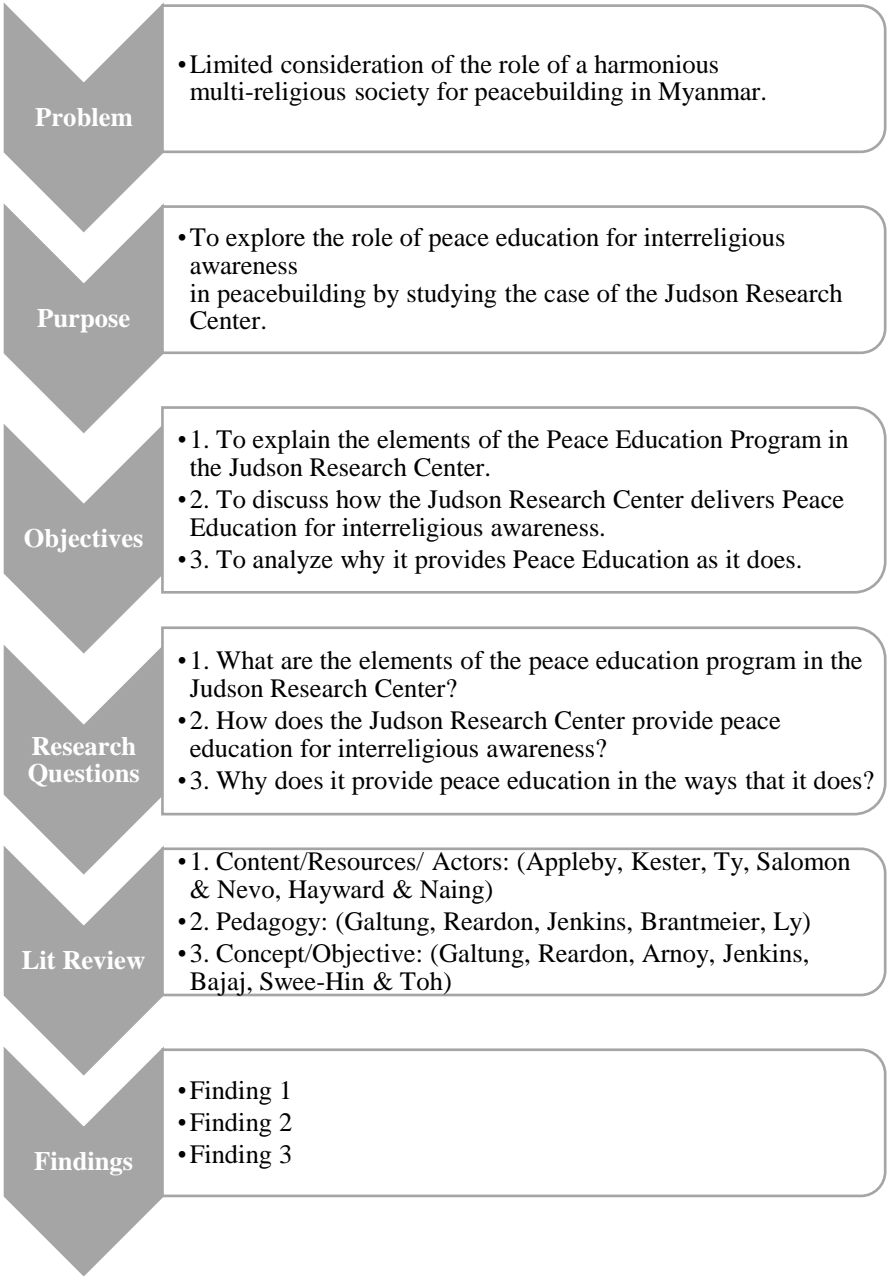 Problem
•Limited consideration of the role of a harmonious
multi-religious society for peacebuilding in Myanmar.
Purpose
•To explore the role of peace education for interreligious
awareness
in peacebuilding by studying the case of the Judson Research
Center.
Objectives
•1. To explain the elements of the Peace Education Program in
the Judson Research Center.
•2. To discuss how the Judson Research Center delivers Peace
Education for interreligious awareness.
•3. To analyze why it provides Peace Education as it does.
Research
Questions
•1. What are the elements of the peace education program in the
Judson Research Center?
•2. How does the Judson Research Center provide peace
education for interreligious awareness?
•3. Why does it provide peace education in the ways that it does?
Lit Review
•1. Content/Resources/ Actors: (Appleby, Kester, Ty, Salomon
& Nevo, Hayward & Naing)
•2. Pedagogy: (Galtung, Reardon, Jenkins, Brantmeier, Ly)
•3. Concept/Objective: (Galtung, Reardon, Arnoy, Jenkins,
Bajaj, Swee-Hin & Toh)
Findings
•Finding 1
•Finding 2
•Finding 3